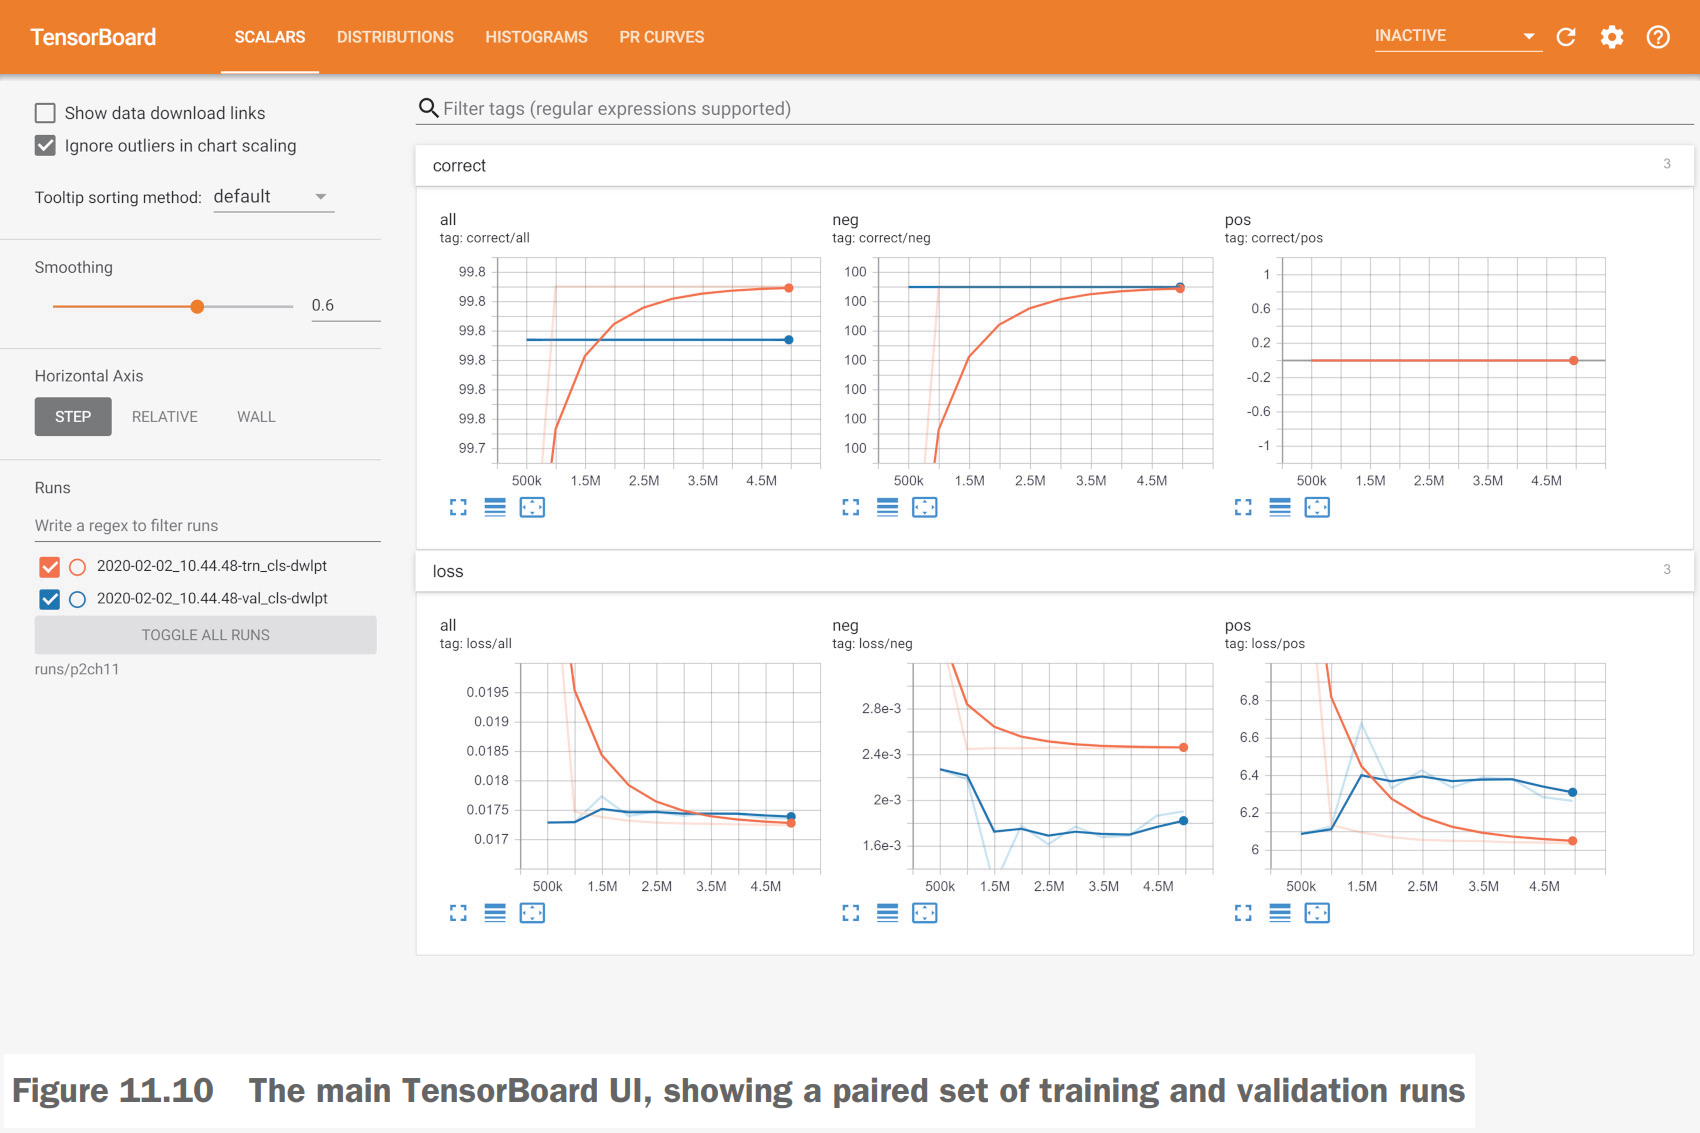 TensorBoard SCALARS DISTRIBUTIONS HISTOGRAMS PR CURVES INACTIVE
Show data download links
Ignore outliers in chart scaling
Tooltip sorting method: default
Smoothing
0.6
Horizontal Axis
STEP RELATIVE WALL
Runs
Write a regex to filter runs
2020-02-02_10.44.48-trn_cls-dwlpt
2020-02-02_10.44.48-val_cls-dwlpt
TOGGLE ALL RUNS
runs/p2ch11
Filter tags (regular expressions supported)
correct 3
all
tag: correct/all
99.8
99.8
99.8
99.8
99.8
99.8
99.7
500k 1.5M 2.5M 3.5M 4.5M
neg
tag: correct/neg
100
100
100
100
100
100
100
500k 1.5M 2.5M 3.5M 4.5M
pos
tag: correct/pos
1
0.6
0.2
-0.2
-0.6
-1
500k 1.5M 2.5M 3.5M 4.5M
loss 3
all
tag: loss/all
0.0195
0.019
0.0185
0.018
0.0175
0.017
500k 1.5M 2.5M 3.5M 4.5M
neg
tag: loss/neg
2.8e-3
2.4e-3
2e-3
1.6e-3
500k 1.5M 2.5M 3.5M 4.5M
pos
tag: loss/pos
6.8
6.6
6.4
6.2
6
500k 1.5M 2.5M 3.5M 4.5M
Figure 11.10 The main TensorBoard UI, showing a paired set of training and validation runs